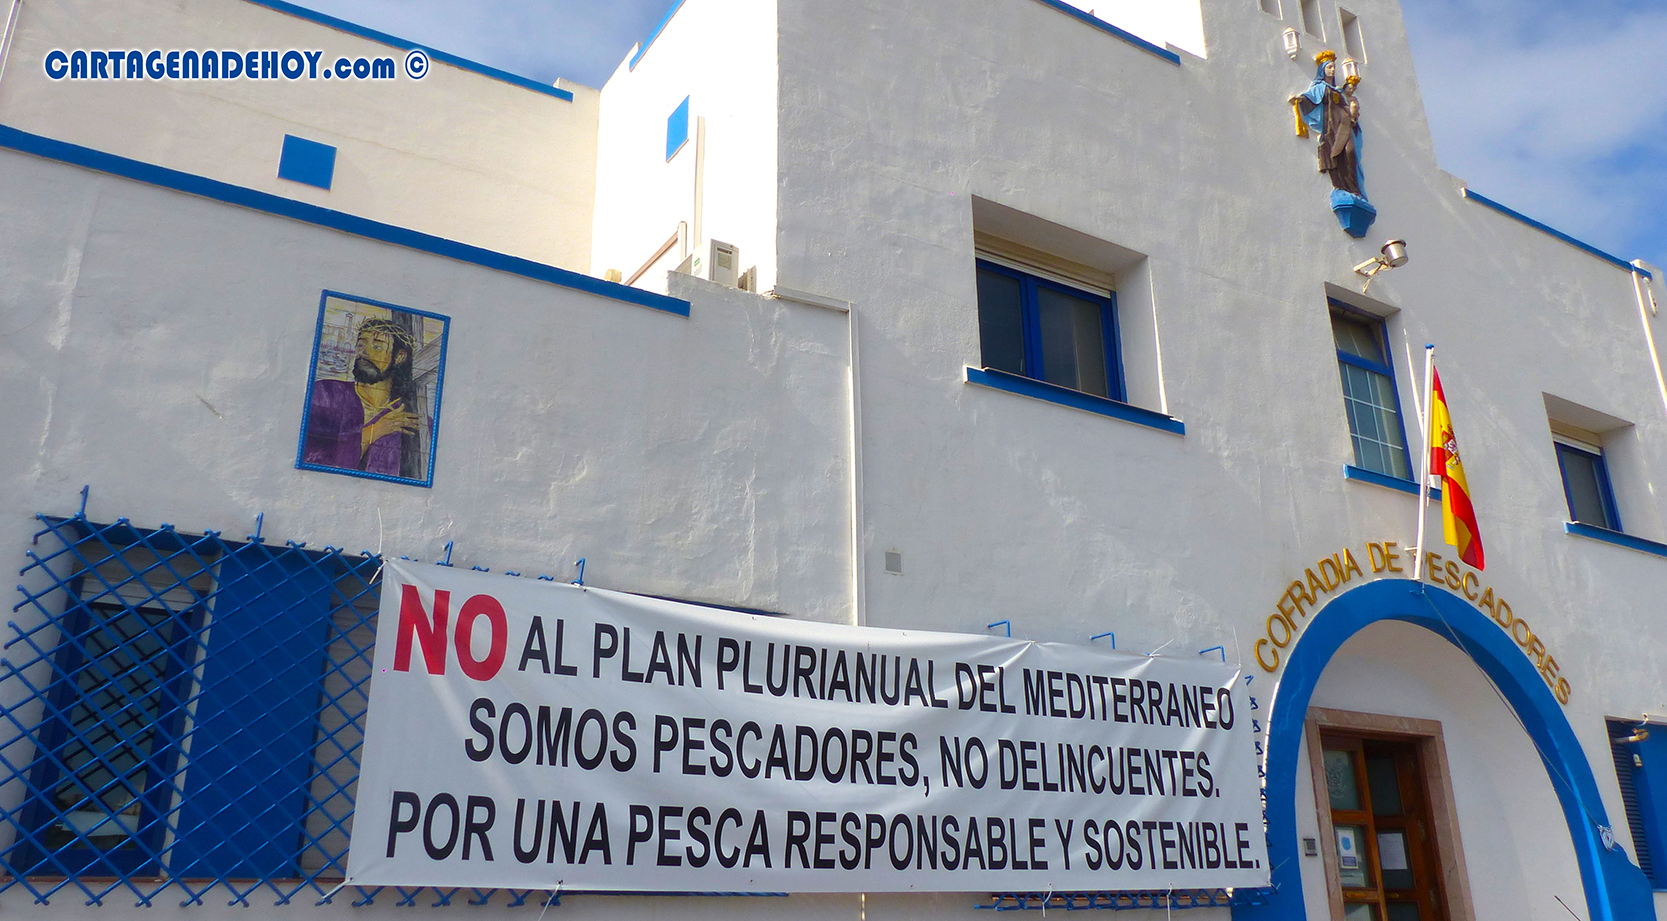 CARTAGENADEHOY.com ©
COFRADIA DE PESCADORES
NO AL PLAN PLURIANUAL DEL MEDITERRANEO
SOMOS PESCADORES, NO DELINCUENTES.
POR UNA PESCA RESPONSABLE Y SOSTENIBLE.